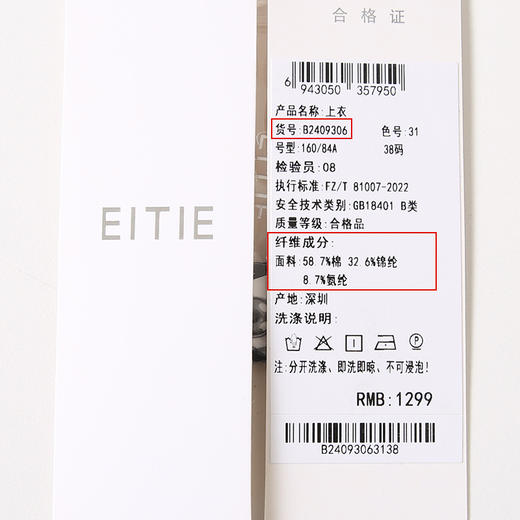 EITIE
合格证
6 943050 357950
产品名称:上衣
货号:B2409306 色号:31
号型:160/84A 38码
检验员:08
执行标准:FZ/T 81007-2022
安全技术类别:GB18401 B类
质量等级:合格品
纤维成分:
面料:58.7%棉 32.6%锦纶
8.7%氨纶
产地:深圳
洗涤说明:
注:分开洗涤、即洗即晾、不可浸泡!
RMB:1299
B24093063138